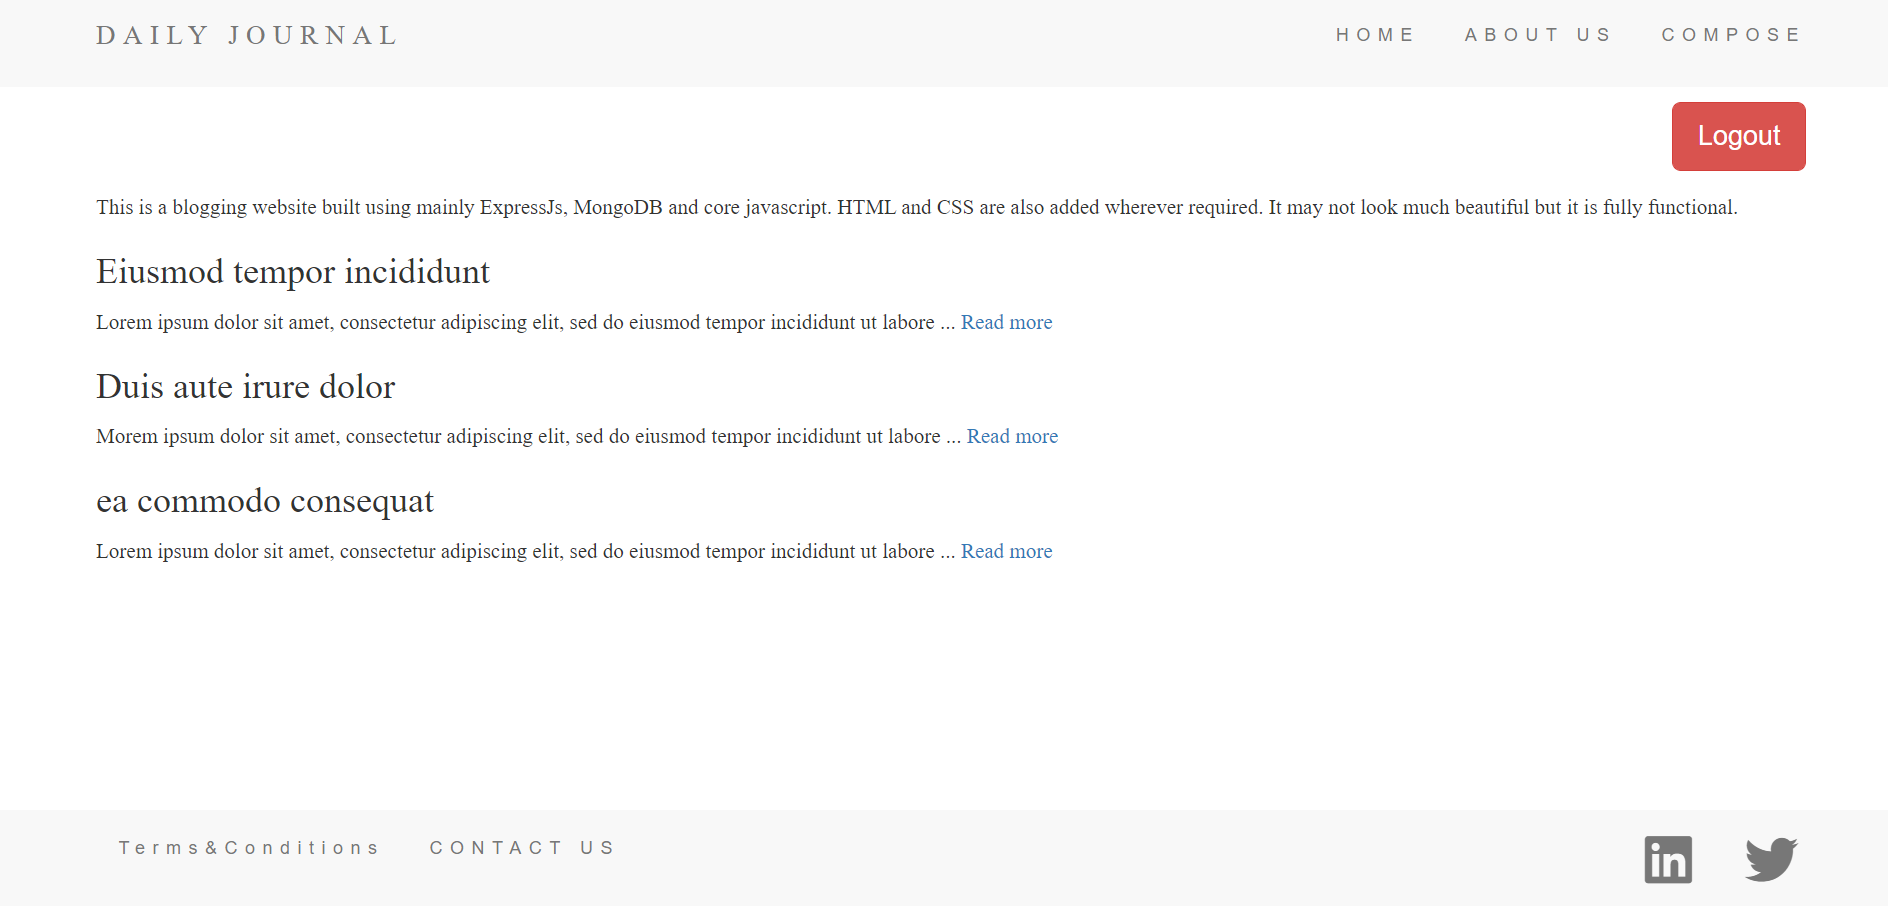 DAILY JOURNAL
HOME ABOUT US COMPOSE
Logout
This is a blogging website built using mainly ExpressJs, MongoDB and core javascript. HTML and CSS are also added wherever required. It may not look much beautiful but it is fully functional.
Eiusmod tempor incididunt
Lorem ipsum dolor sit amet, consectetur adipiscing elit, sed do eiusmod tempor incididunt ut labore ... Read more
Duis aute irure dolor
Morem ipsum dolor sit amet, consectetur adipiscing elit, sed do eiusmod tempor incididunt ut labore ... Read more
ea commodo consequat
Lorem ipsum dolor sit amet, consectetur adipiscing elit, sed do eiusmod tempor incididunt ut labore ... Read more
Terms&Conditions CONTACT US
in